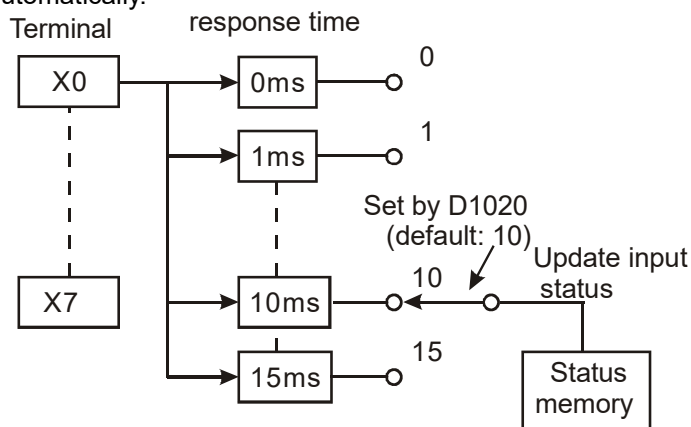 utomatically.
Terminal
response time
X0
0ms
0
1ms
1
Set by D1020
(default: 10)
Update input
status
X7
10ms
10
15ms
15
Status
memory